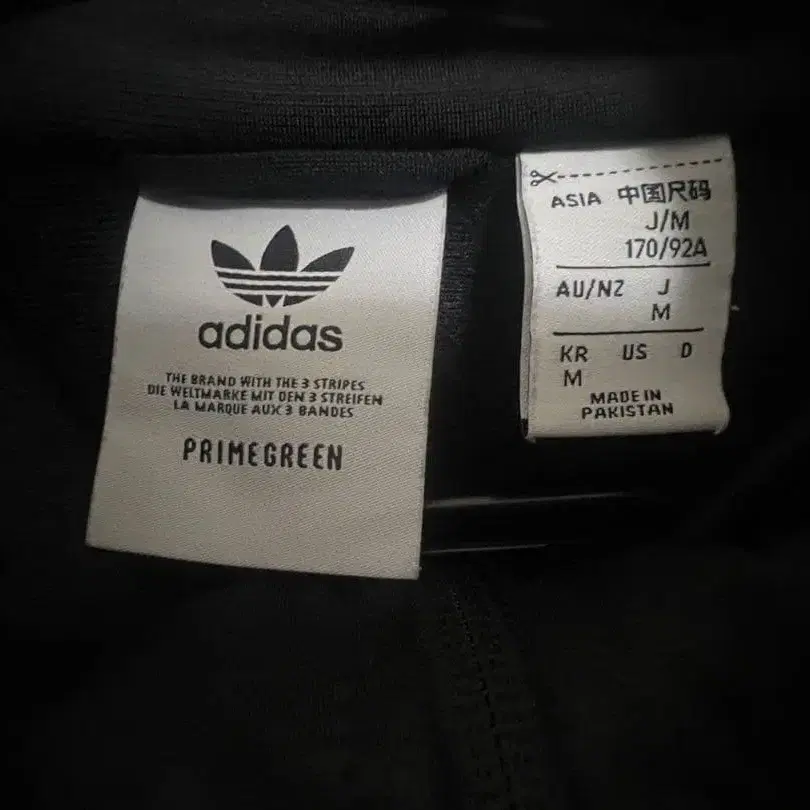 adidas
THE BRAND WITH THE 3 STRIPES
DIE WELTMARKE MIT DEN 3 STREIFEN
LA MARQUE AUX 3 BANDES
PRIMEGREEN
ASIA 中国尺码
J/M
170/92A
AU/NZ J
M
KR US D
M
MADE IN
PAKISTAN